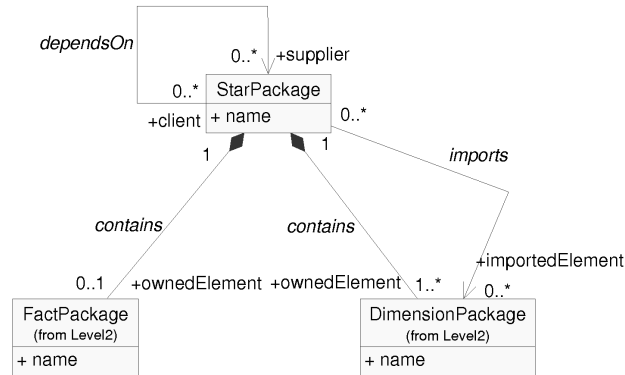 dependsOn
0..* +supplier
0..* StarPackage
+client + name 0..*
1 1
imports
contains contains
+importedElement
0..1 +ownedElement +ownedElement 1..* 0..*
FactPackage DimensionPackage
(from Level2) (from Level2)
+ name + name